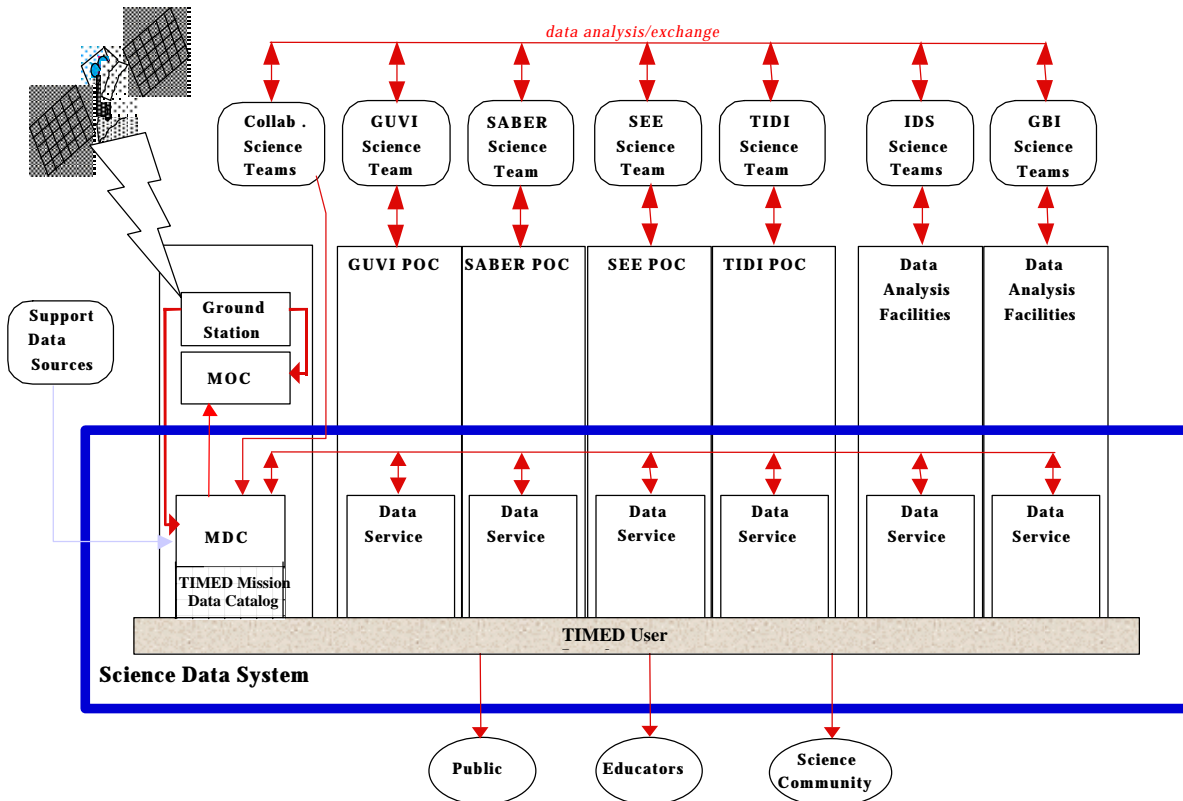 data analysis/exchange
Collab .
Science
Teams
GUVI
Science
Team
SABER
Science
Team
SEE
Science
Team
TIDI
Science
Team
IDS
Science
Teams
GBI
Science
Teams
GUVI POC
SABER POC
SEE POC
TIDI POC
Data
Analysis
Facilities
Data
Analysis
Facilities
Ground
Station
Support
Data
Sources
MOC
MDC
TIMED Mission
Data Catalog
Data
Service
Data
Service
Data
Service
Data
Service
Data
Service
Data
Service
TIMED User
Science Data System
Public
Educators
Science
Community